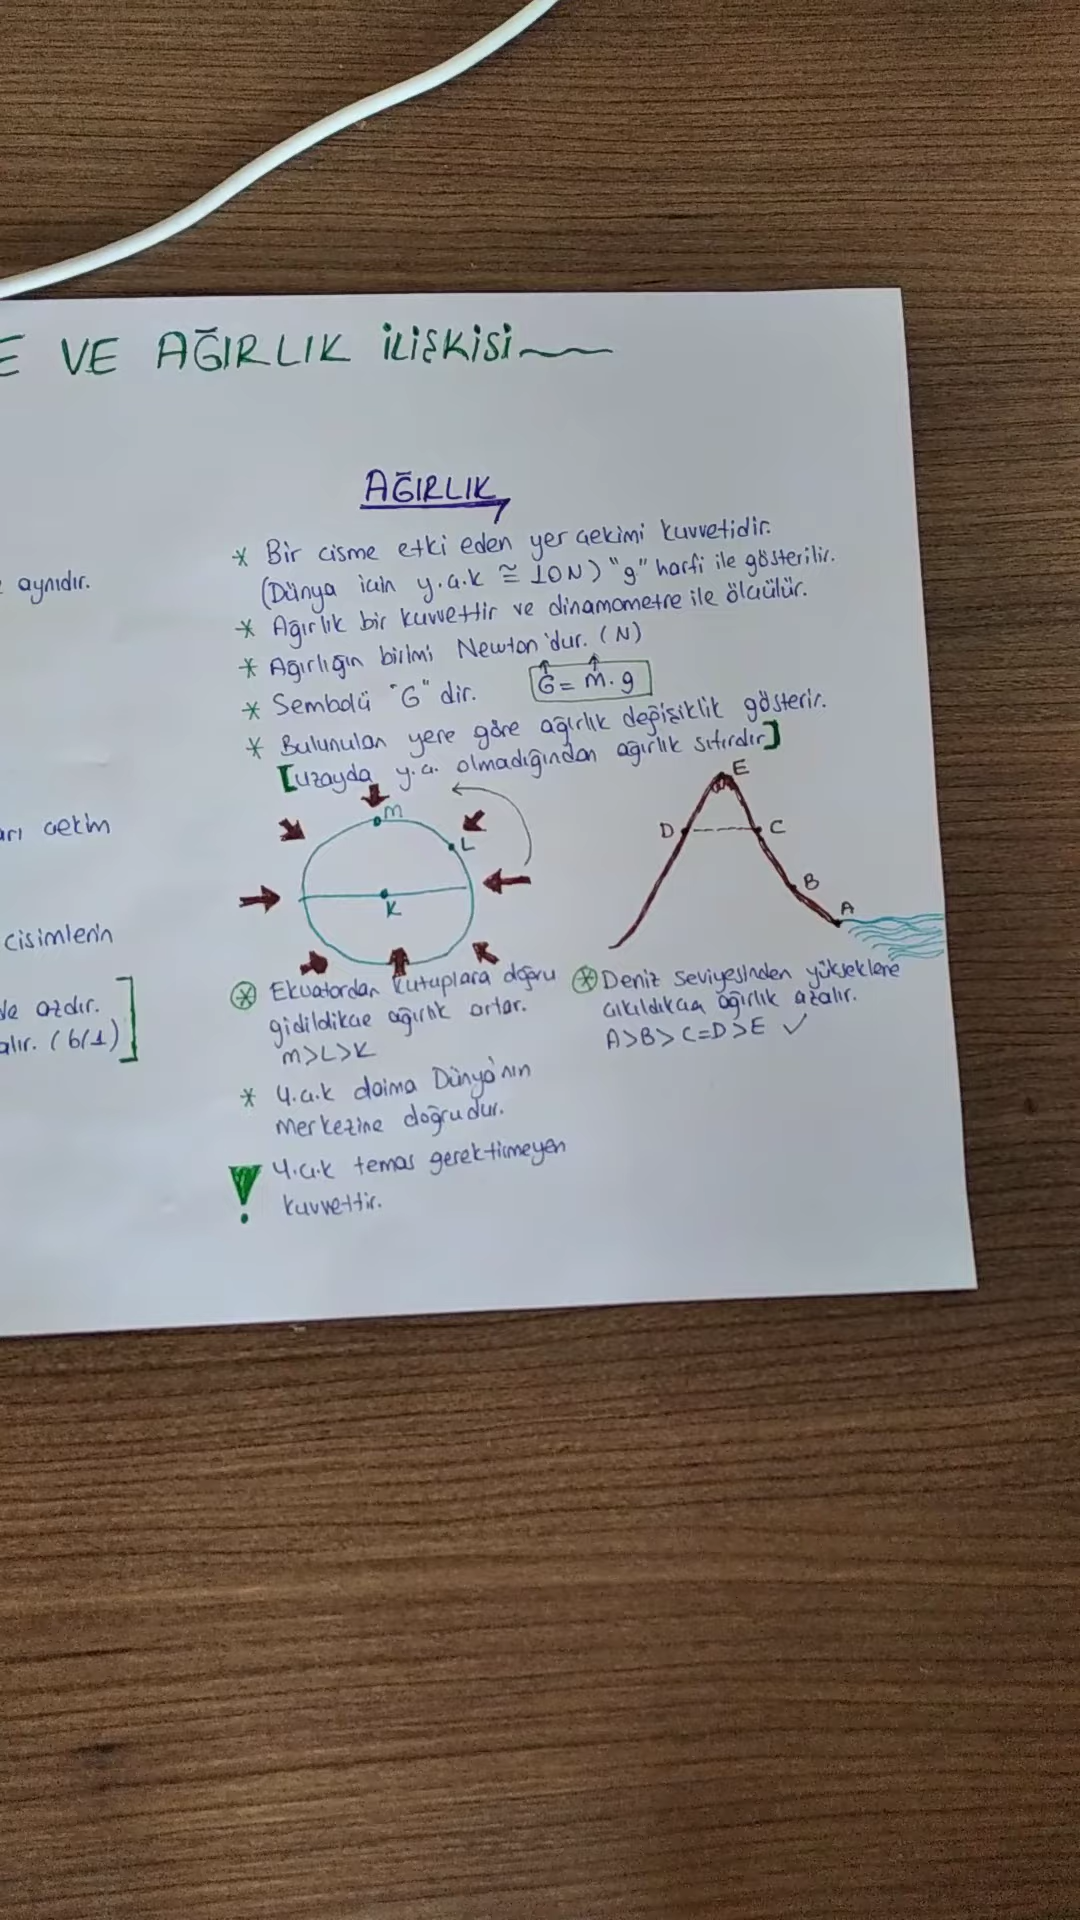 E VE AĞIRLIK İLİŞKİSİ
AĞIRLIK
* Bir cisme etki eden yer çekimi kuvvetidir.
(Dünya için y.ç.k ≅ 10N) "g" harfi ile gösterilir.
* Ağırlık bir kuvvettir ve dinamometre ile ölçülür.
* Ağırlığın birimi Newton'dur. (N)
* Sembolü "G" dir.
G = m.g
* Bulunulan yere göre ağırlık değişiklik gösterir.
[uzayda y.ç. olmadığından ağırlık sıfırdır]
M
L
K
E
D
C
B
A
* Ekvatordan kutuplara doğru
gidildikçe ağırlık artar.
m>L>K
* Y.ç.k daima Dünya'nın
merkezine doğrudur.
! Y.ç.k temas gerektirmeyen
kuvvettir.
* Deniz seviyesinden yükseklere
çıkıldıkça ağırlık azalır.
A>B>C=D>E ✓
aynıdır.
arı çekim
cisimlerin
de azdır.
alır. (6/1)]